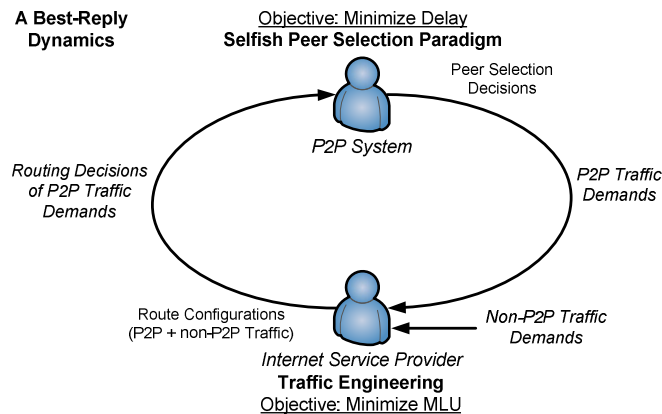 A Best-Reply
Dynamics
Objective: Minimize Delay
Selfish Peer Selection Paradigm
Peer Selection
Decisions
P2P System
Routing Decisions
of P2P Traffic
Demands
P2P Traffic
Demands
Route Configurations
(P2P + non-P2P Traffic)
Non-P2P Traffic
Demands
Internet Service Provider
Traffic Engineering
Objective: Minimize MLU